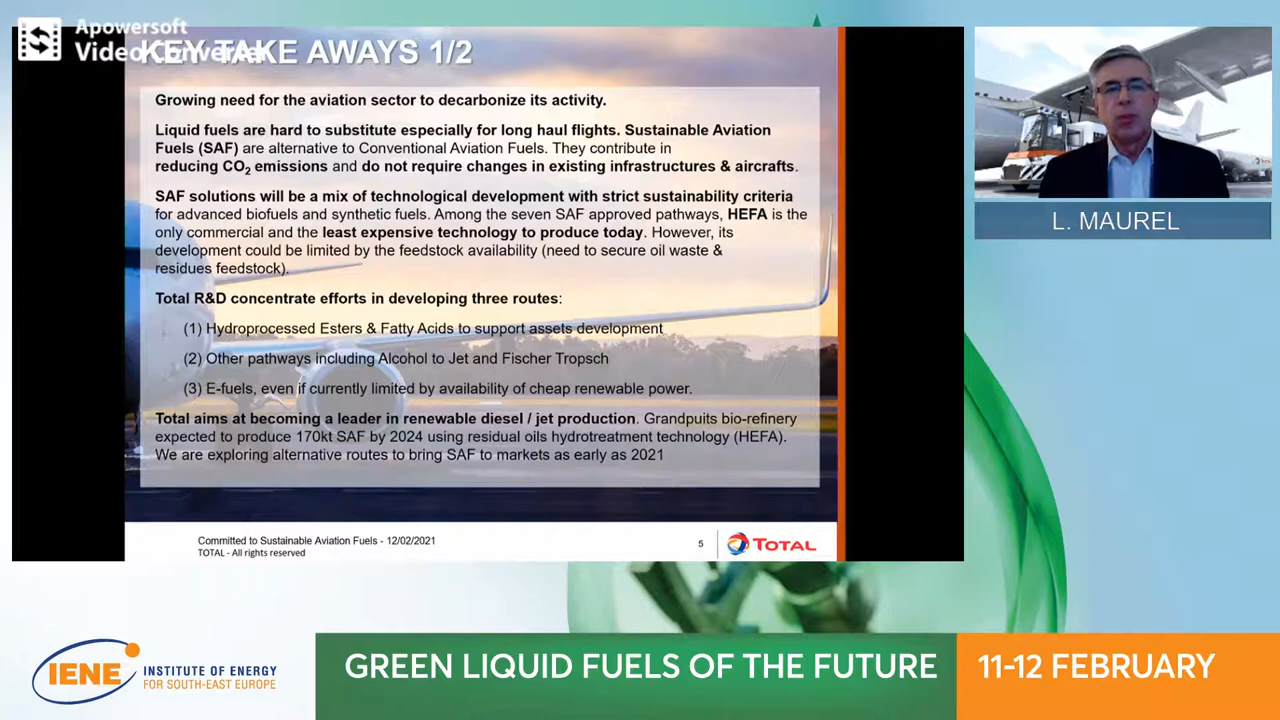 Apowersoft
Video Converter
KEY TAKE AWAYS 1/2
Growing need for the aviation sector to decarbonize its activity.
Liquid fuels are hard to substitute especially for long haul flights. Sustainable Aviation
Fuels (SAF) are alternative to Conventional Aviation Fuels. They contribute in
reducing CO2 emissions and do not require changes in existing infrastructures & aircrafts.
SAF solutions will be a mix of technological development with strict sustainability criteria
for advanced biofuels and synthetic fuels. Among the seven SAF approved pathways, HEFA is the
only commercial and the least expensive technology to produce today. However, its
development could be limited by the feedstock availability (need to secure oil waste &
residues feedstock).
Total R&D concentrate efforts in developing three routes:
(1) Hydroprocessed Esters & Fatty Acids to support assets development
(2) Other pathways including Alcohol to Jet and Fischer Tropsch
(3) E-fuels, even if currently limited by availability of cheap renewable power.
Total aims at becoming a leader in renewable diesel / jet production. Grandpuits bio-refinery
expected to produce 170kt SAF by 2024 using residual oils hydrotreatment technology (HEFA).
We are exploring alternative routes to bring SAF to markets as early as 2021
Committed to Sustainable Aviation Fuels - 12/02/2021
TOTAL - All rights reserved
5
TOTAL
L. MAUREL
IENE
INSTITUTE OF ENERGY
FOR SOUTH-EAST EUROPE
GREEN LIQUID FUELS OF THE FUTURE
11-12 FEBRUARY